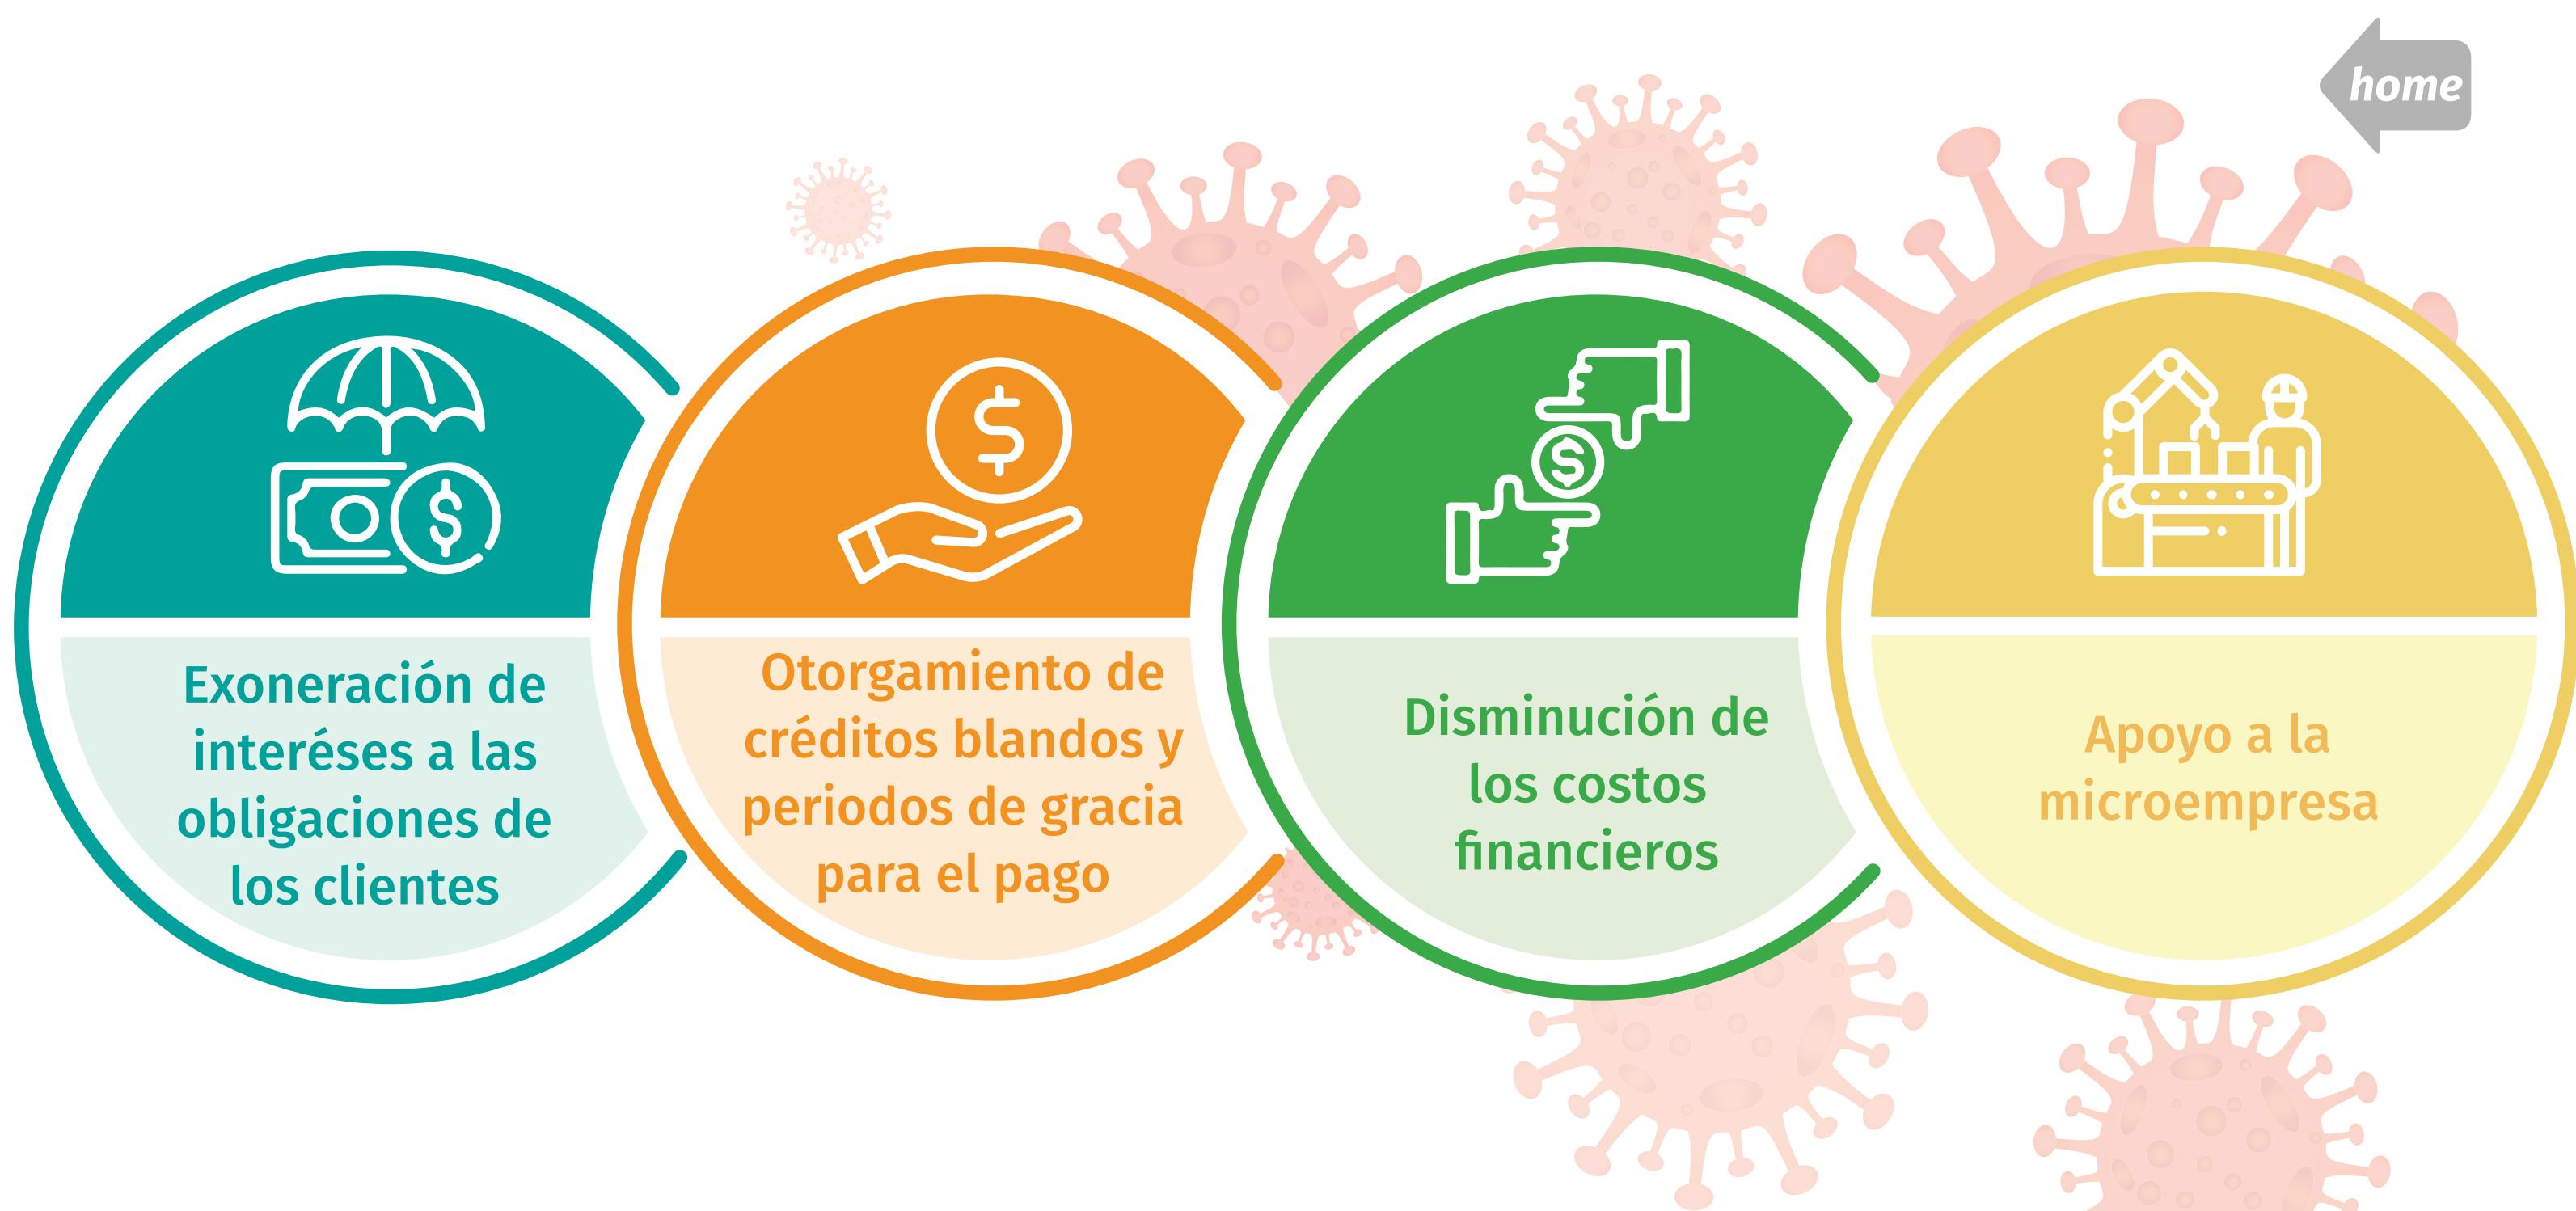 home
Exoneración de
interéses a las
obligaciones de
los clientes
Otorgamiento de
créditos blandos y
periodos de gracia
para el pago
Disminución de
los costos
financieros
Apoyo a la
microempresa